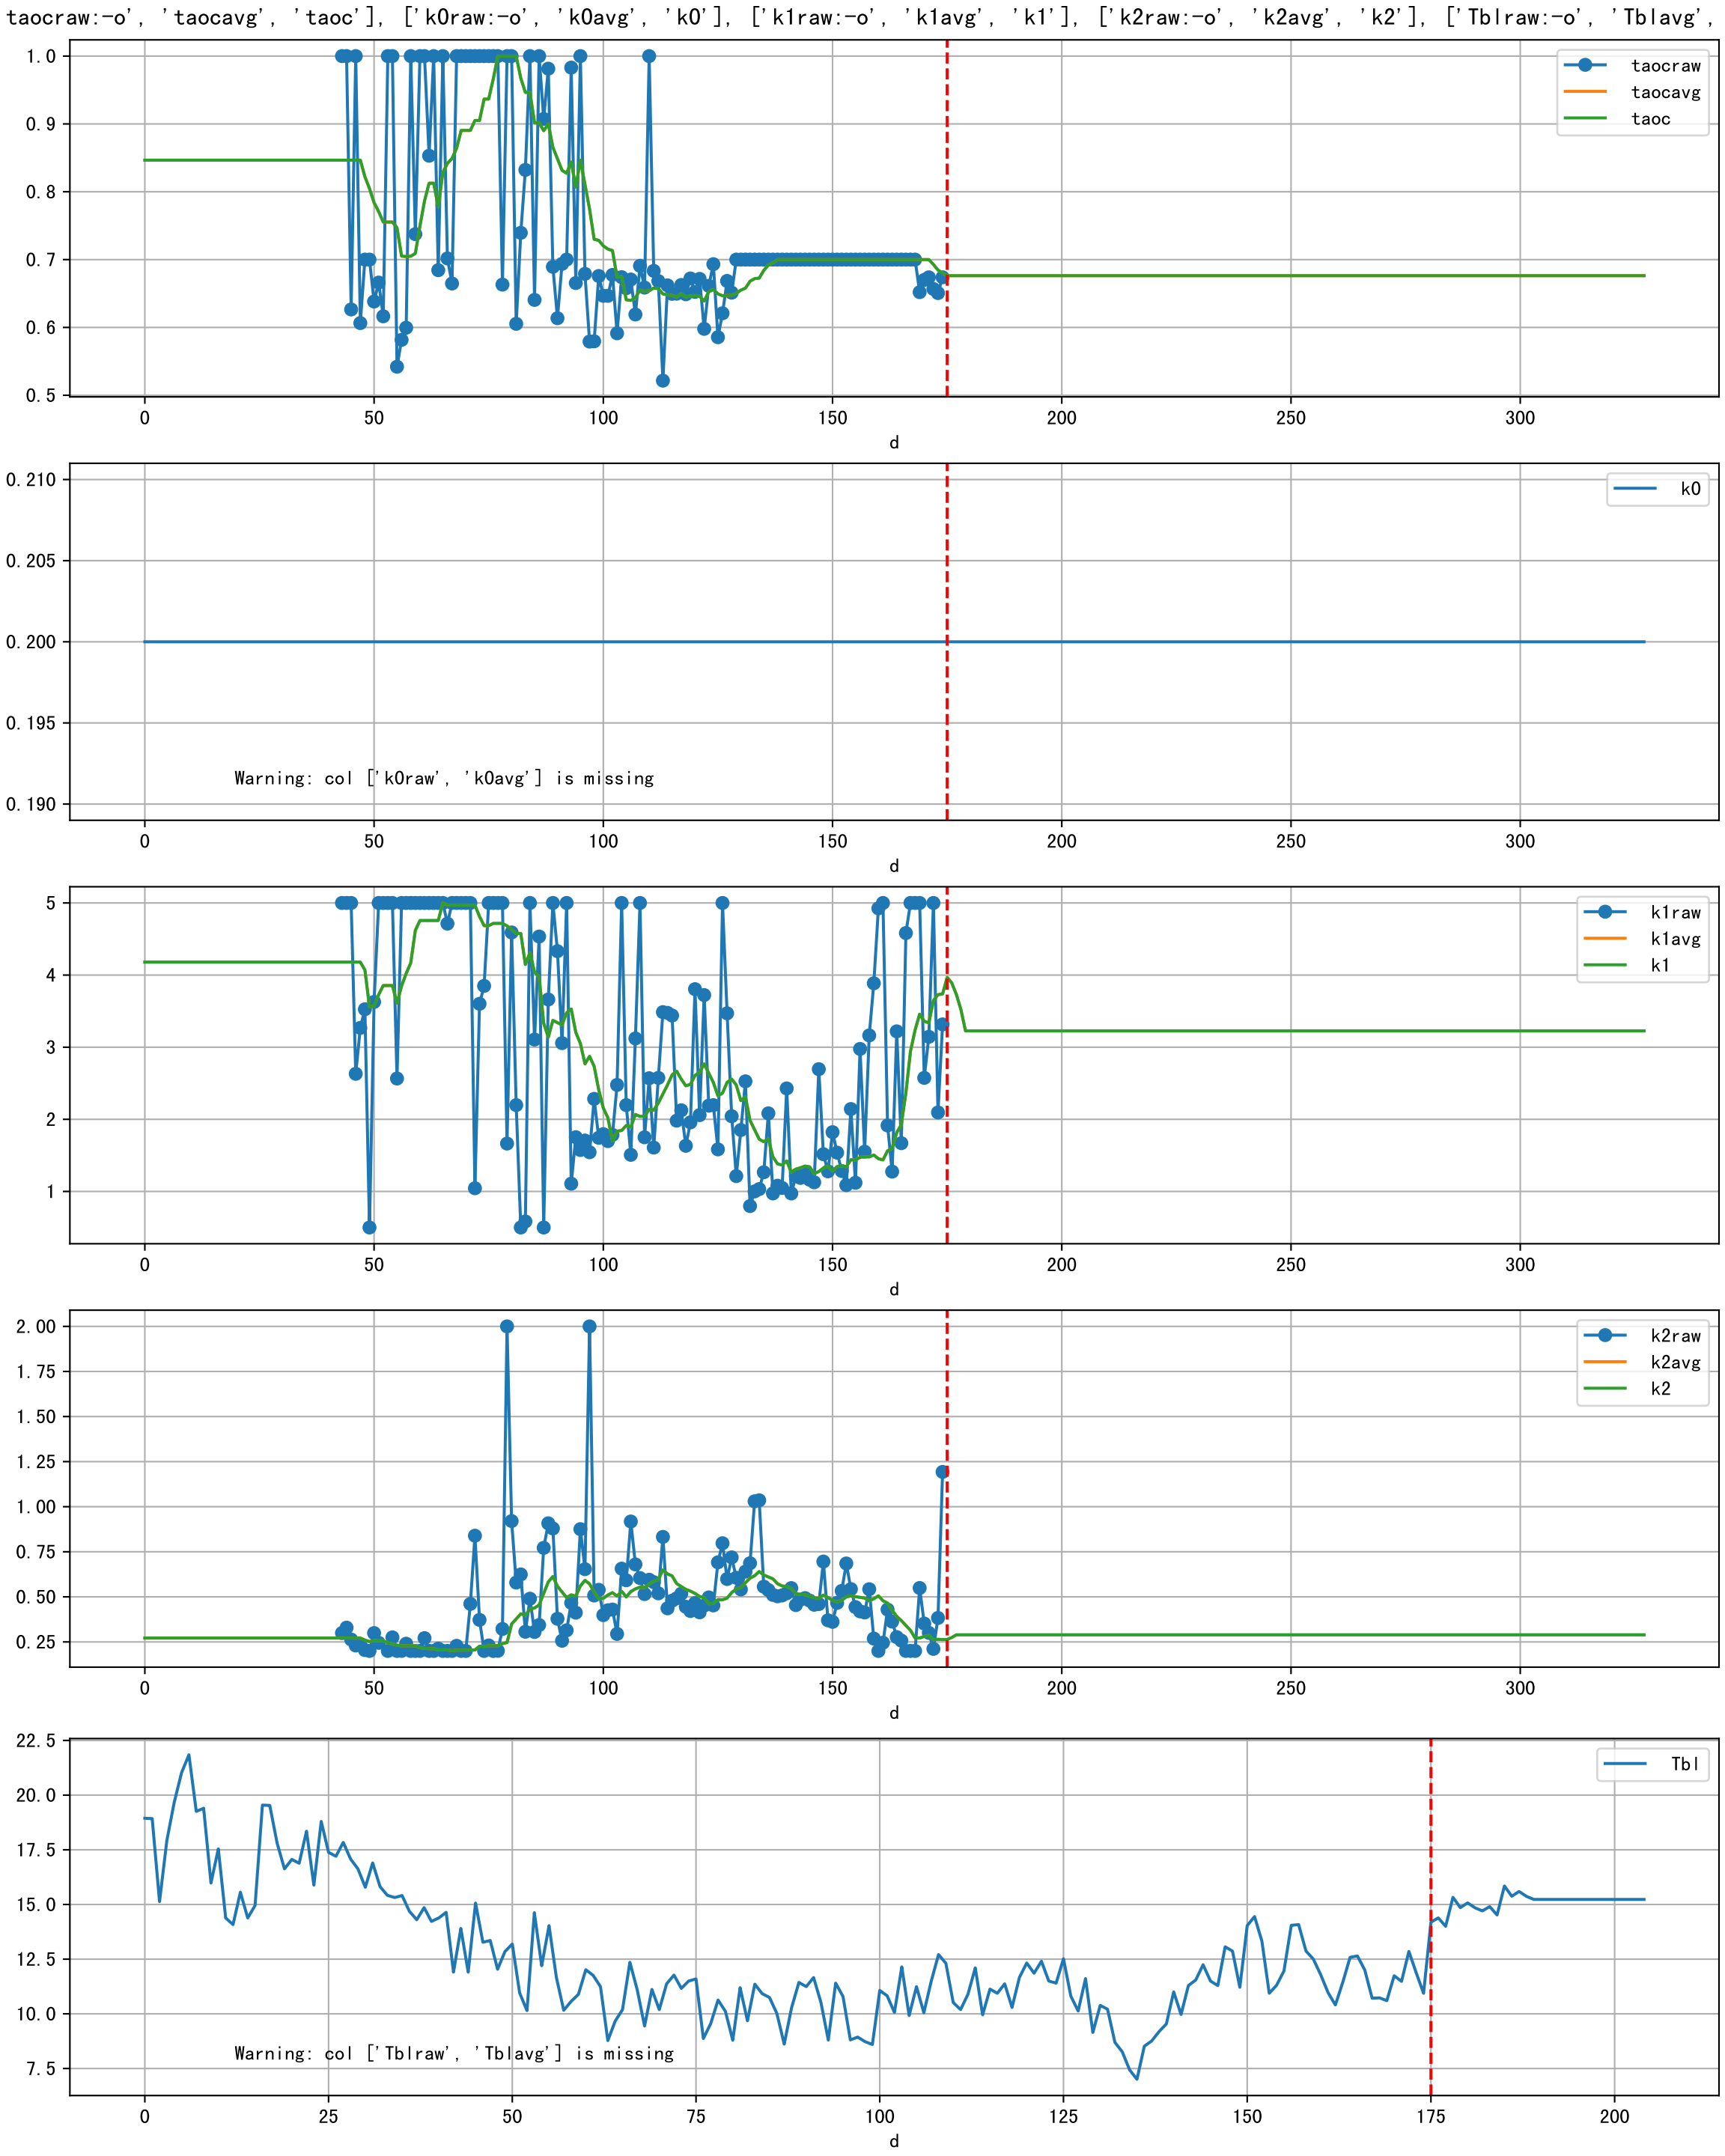 taocraw:-o', 'taocavg', 'taoc'], ['k0raw:-o', 'k0avg', 'k0'], ['k1raw:-o', 'k1avg', 'k1'], ['k2raw:-o', 'k2avg', 'k2'], ['Tblraw:-o', 'Tblavg',
1.0
0.9
0.8
0.7
0.6
0.5
taocraw
taocavg
taoc
0 50 100 150 200 250 300
d
0.210
0.205
0.200
0.195
0.190
k0
Warning: col ['k0raw', 'k0avg'] is missing
0 50 100 150 200 250 300
d
5
4
3
2
1
k1raw
k1avg
k1
0 50 100 150 200 250 300
d
2.00
1.75
1.50
1.25
1.00
0.75
0.50
0.25
k2raw
k2avg
k2
0 50 100 150 200 250 300
d
22.5
20.0
17.5
15.0
12.5
10.0
7.5
Tbl
Warning: col ['Tblraw', 'Tblavg'] is missing
0 25 50 75 100 125 150 175 200
d